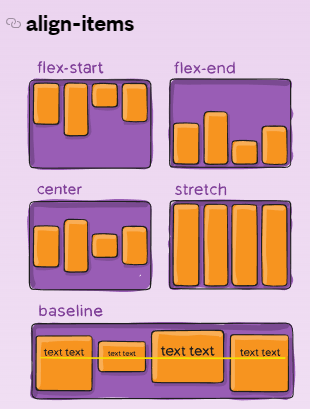 align-items
flex-start
flex-end
center
stretch
baseline
text text
text text
text text
text text